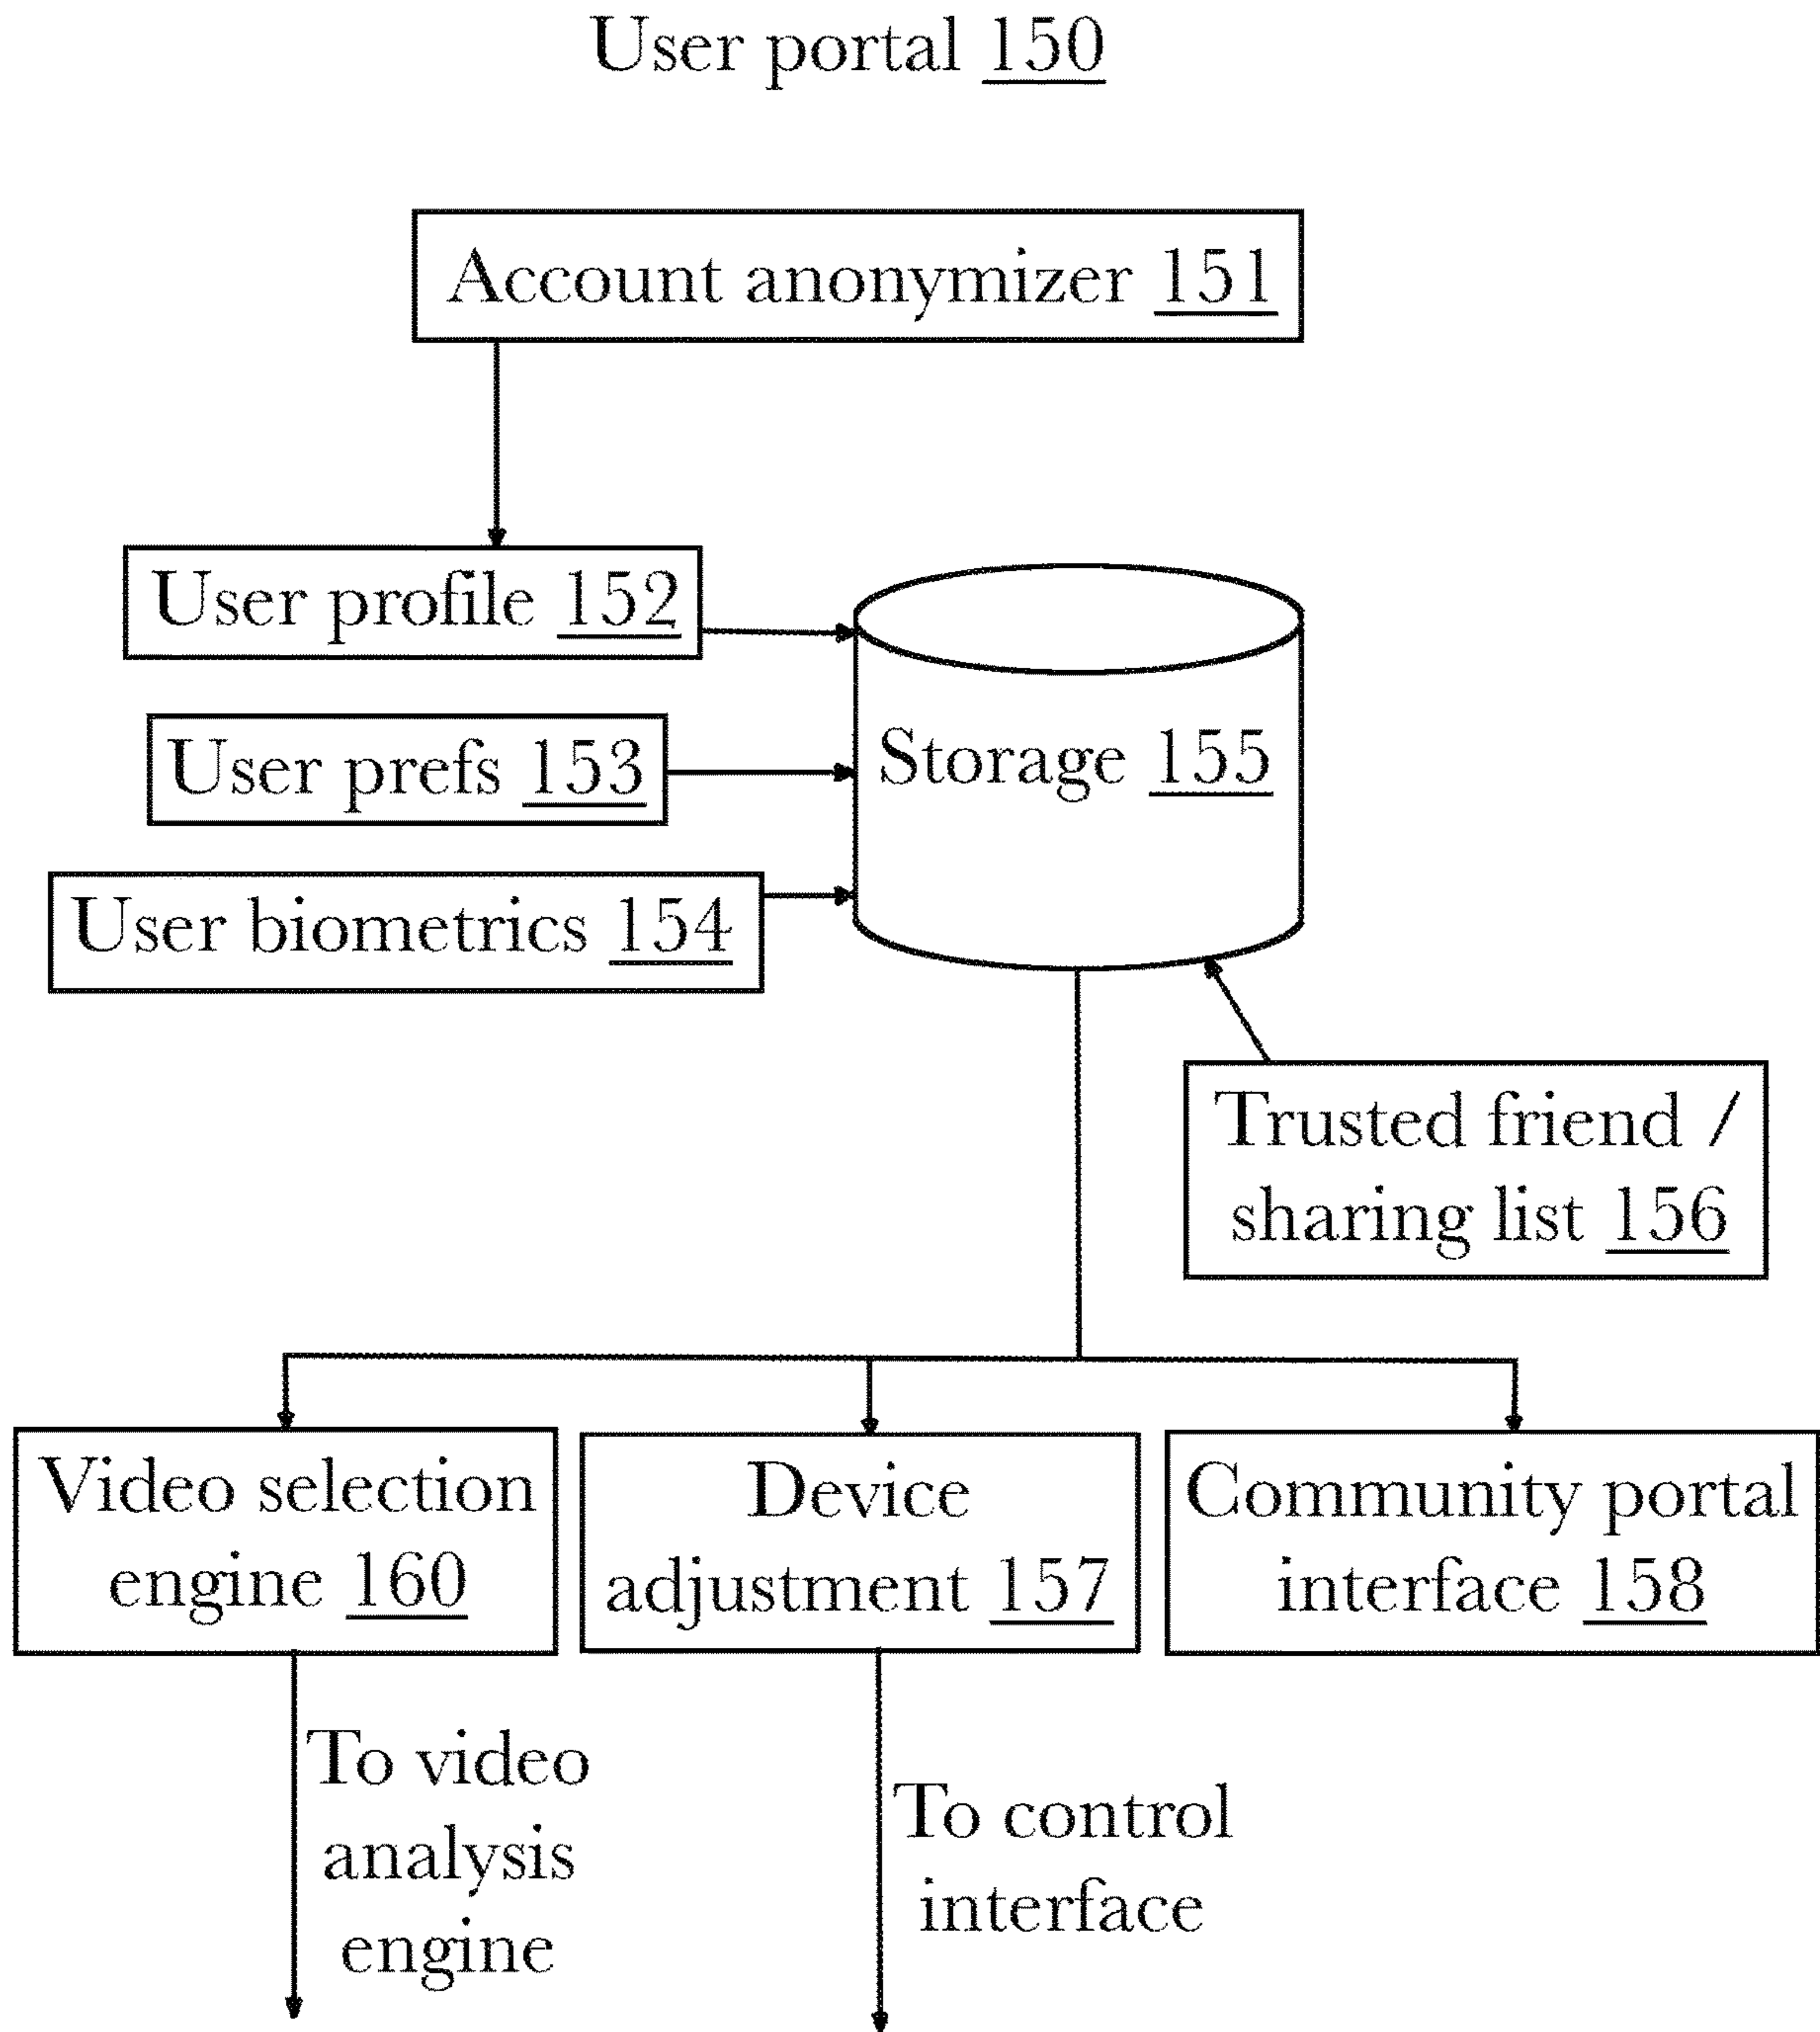 User portal 150
Account anonymizer 151
User profile 152
User prefs 153
Storage 155
User biometrics 154
Trusted friend /
sharing list 156
Video selection
engine 160
Device
adjustment 157
Community portal
interface 158
To video
analysis
engine
To control
interface